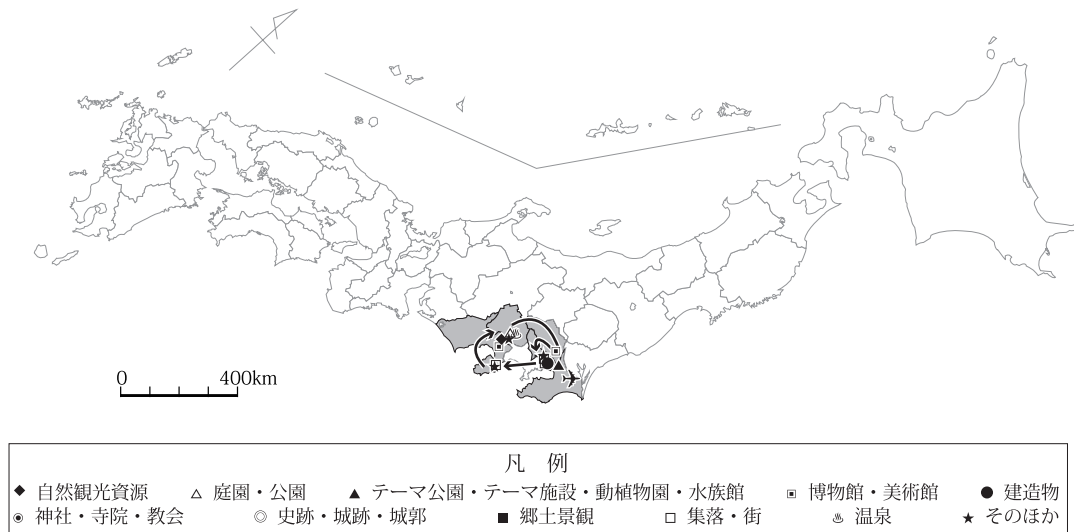 0 400km
凡 例
◆ 自然観光資源 △ 庭園・公園 ▲ テーマ公園・テーマ施設・動植物園・水族館 ▣ 博物館・美術館 ● 建造物
◉ 神社・寺院・教会 ◎ 史跡・城跡・城郭 ■ 郷土景観 □ 集落・街 ♨ 温泉 ★ そのほか